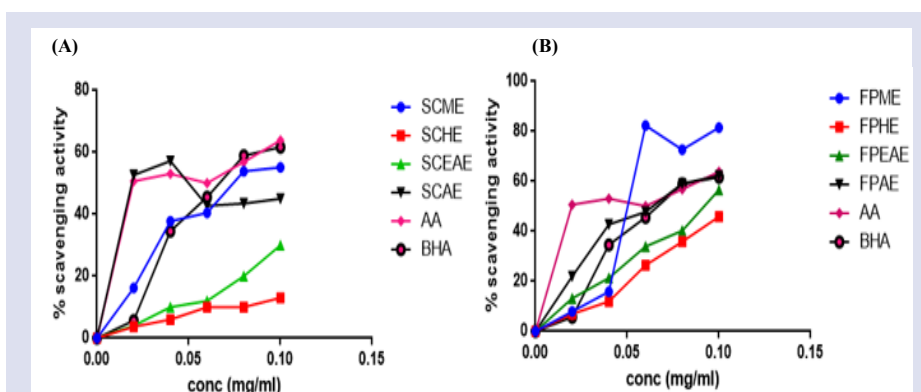 (A)
% scavenging activity
80
60
40
20
0
0.00
0.05
0.10
0.15
conc (mg/ml)
SCME
SCHE
SCEAE
SCAE
AA
BHA
(B)
% scavenging activity
100
80
60
40
20
0
0.00
0.05
0.10
0.15
conc (mg/ml)
FPME
FPHE
FPEAE
FPAE
AA
BHA